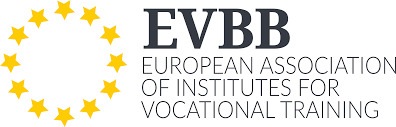 EVBB
EUROPEAN ASSOCIATION
OF INSTITUTES FOR
VOCATIONAL TRAINING